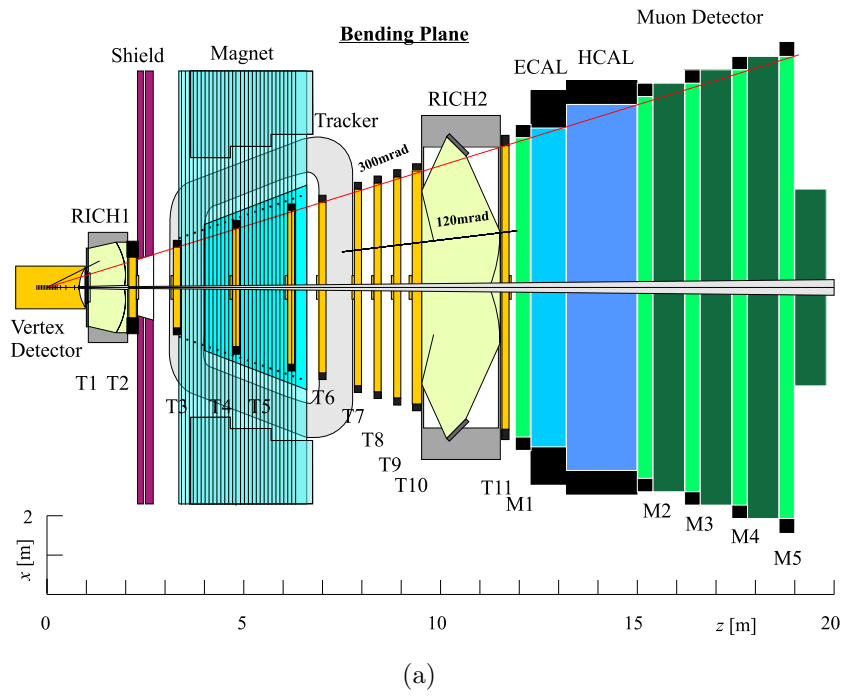 Bending Plane
Muon Detector
Shield
Magnet
ECAL
HCAL
RICH2
Tracker
300mrad
120mrad
RICH1
Vertex
Detector
T1
T2
T3
T4
T5
T6
T7
T8
T9
T10
T11
M1
M2
M3
M4
M5
2
x [m]
0
5
10
15
z [m]
20
(a)